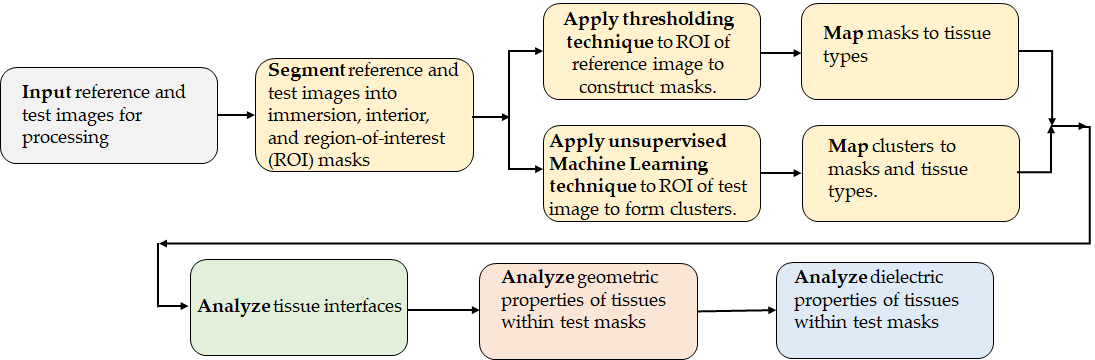 Input reference and
test images for
processing
Segment reference and
test images into
immersion, interior,
and region-of-interest
(ROI) masks
Apply thresholding
technique to ROI of
reference image to
construct masks.
Map masks to tissue
types
Apply unsupervised
Machine Learning
technique to ROI of test
image to form clusters.
Map clusters to
masks and tissue
types.
Analyze tissue interfaces
Analyze geometric
properties of tissues
within test masks
Analyze dielectric
properties of tissues
within test masks